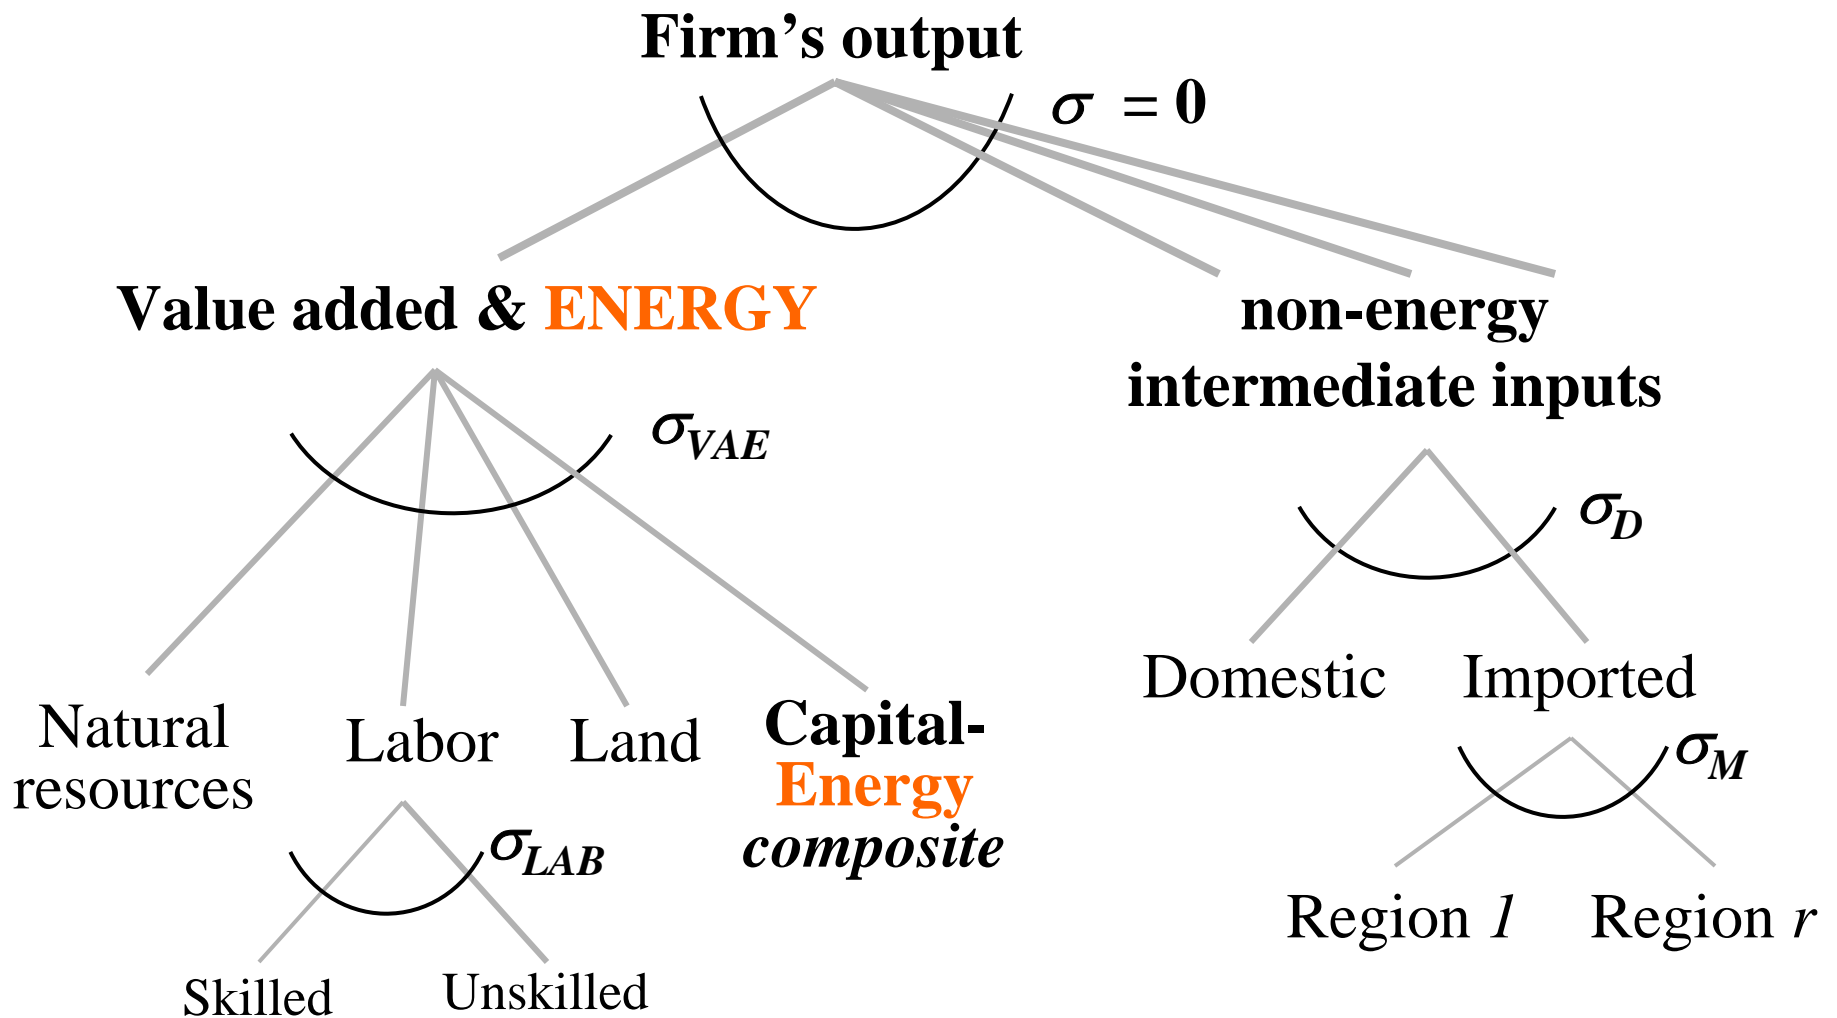 Firm’s output
σ = 0
Value added & ENERGY
non-energy
intermediate inputs
σVAE
σD
Natural
resources
Labor
Land
Capital-
Energy
composite
Domestic
Imported
σLAB
σM
Skilled
Unskilled
Region 1
Region r